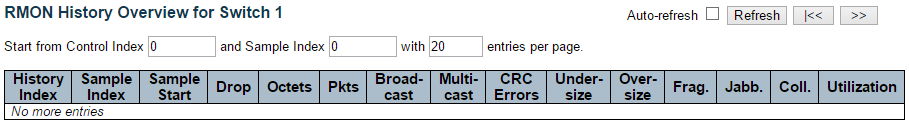 RMON History Overview for Switch 1
Auto-refresh Refresh |<< >>
Start from Control Index 0 and Sample Index 0 with 20 entries per page.
History Index Sample Index Sample Start Drop Octets Pkts Broad-cast Multi-cast CRC Errors Under-size Over-size Frag. Jabb. Coll. Utilization
No more entries